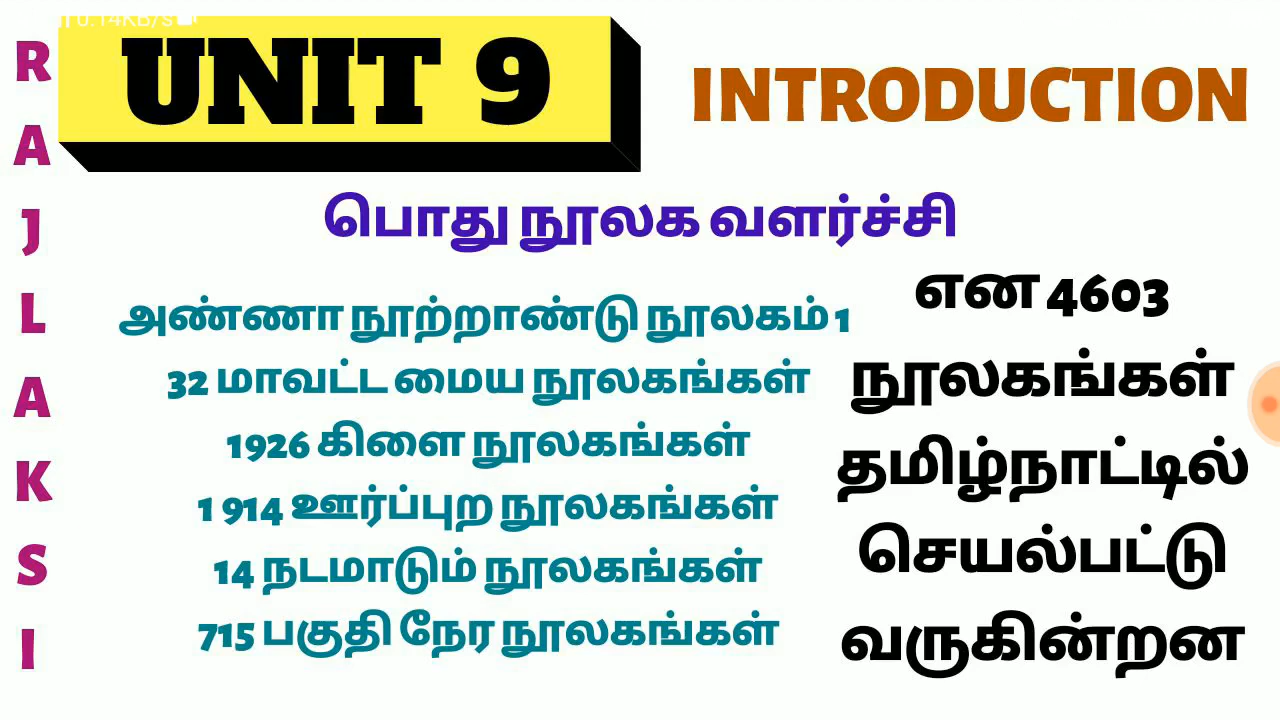 0.14KB/s
RAJLAKSI
UNIT 9
INTRODUCTION
பொது நூலக வளர்ச்சி
அண்ணா நூற்றாண்டு நூலகம் 1
32 மாவட்ட மைய நூலகங்கள்
1926 கிளை நூலகங்கள்
1 914 ஊர்ப்புற நூலகங்கள்
14 நடமாடும் நூலகங்கள்
715 பகுதி நேர நூலகங்கள்
என 4603
நூலகங்கள்
தமிழ்நாட்டில்
செயல்பட்டு
வருகின்றன